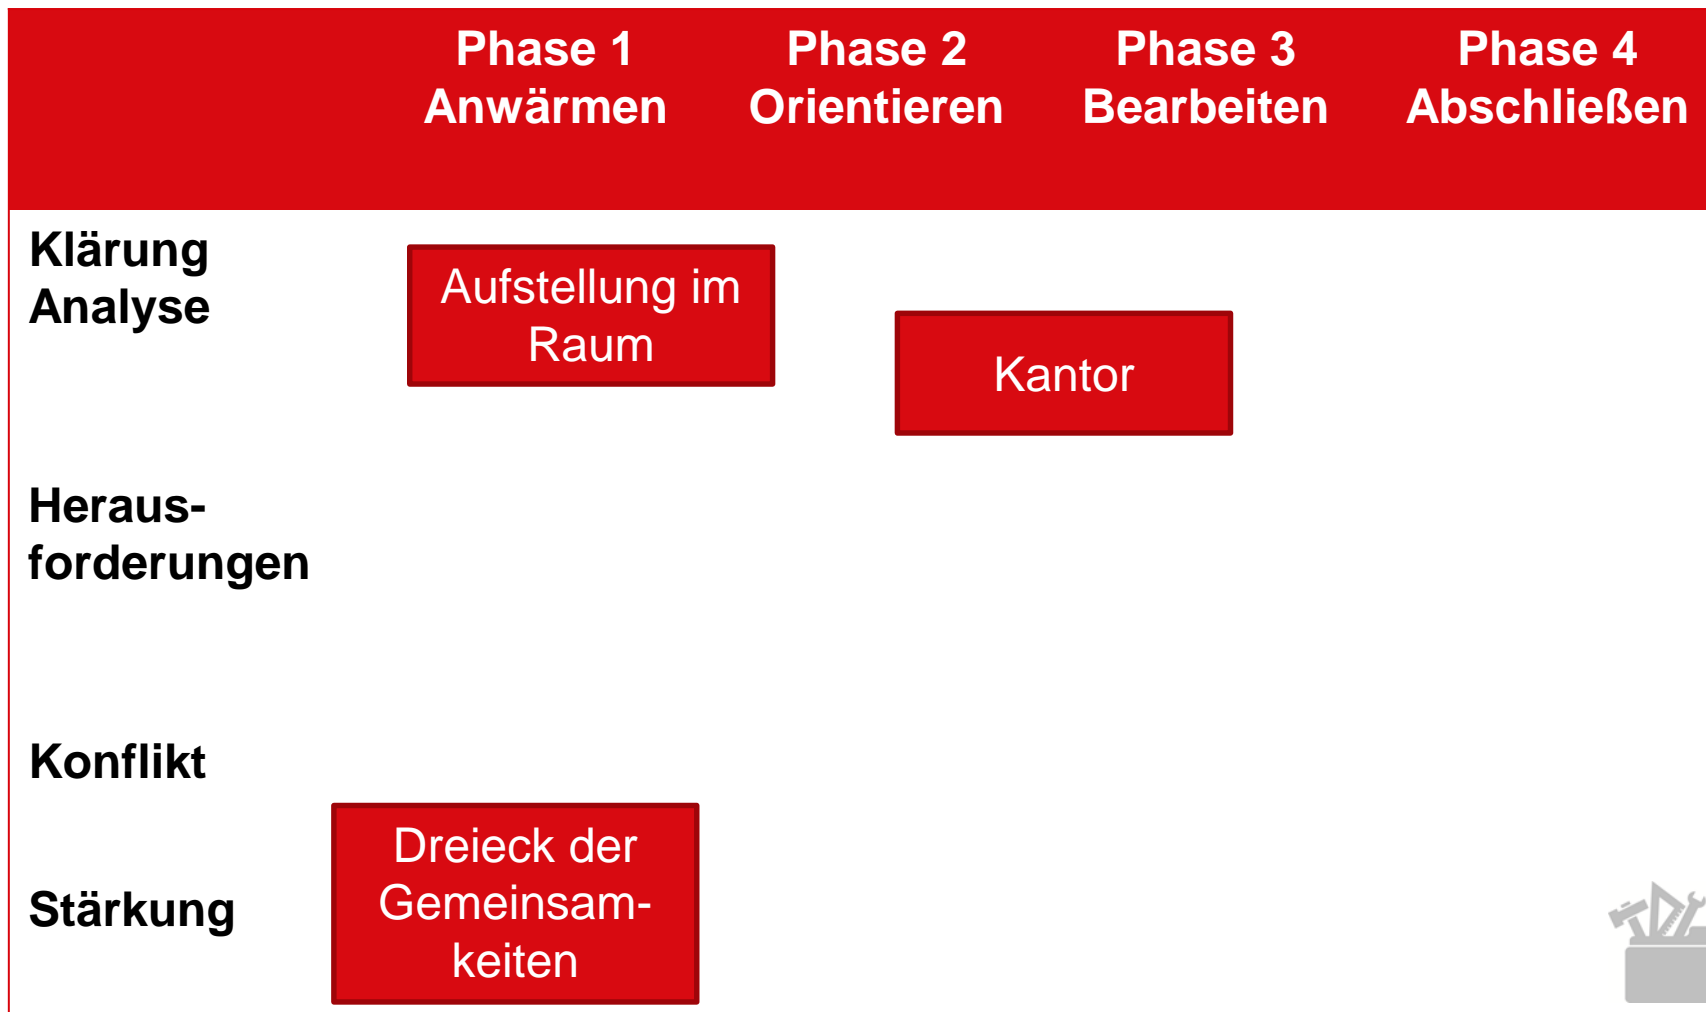 Phase 1
Anwärmen
Phase 2
Orientieren
Phase 3
Bearbeiten
Phase 4
Abschließen
Klärung
Analyse
Aufstellung im
Raum
Kantor
Heraus-
forderungen
Konflikt
Stärkung
Dreieck der
Gemeinsam-
keiten